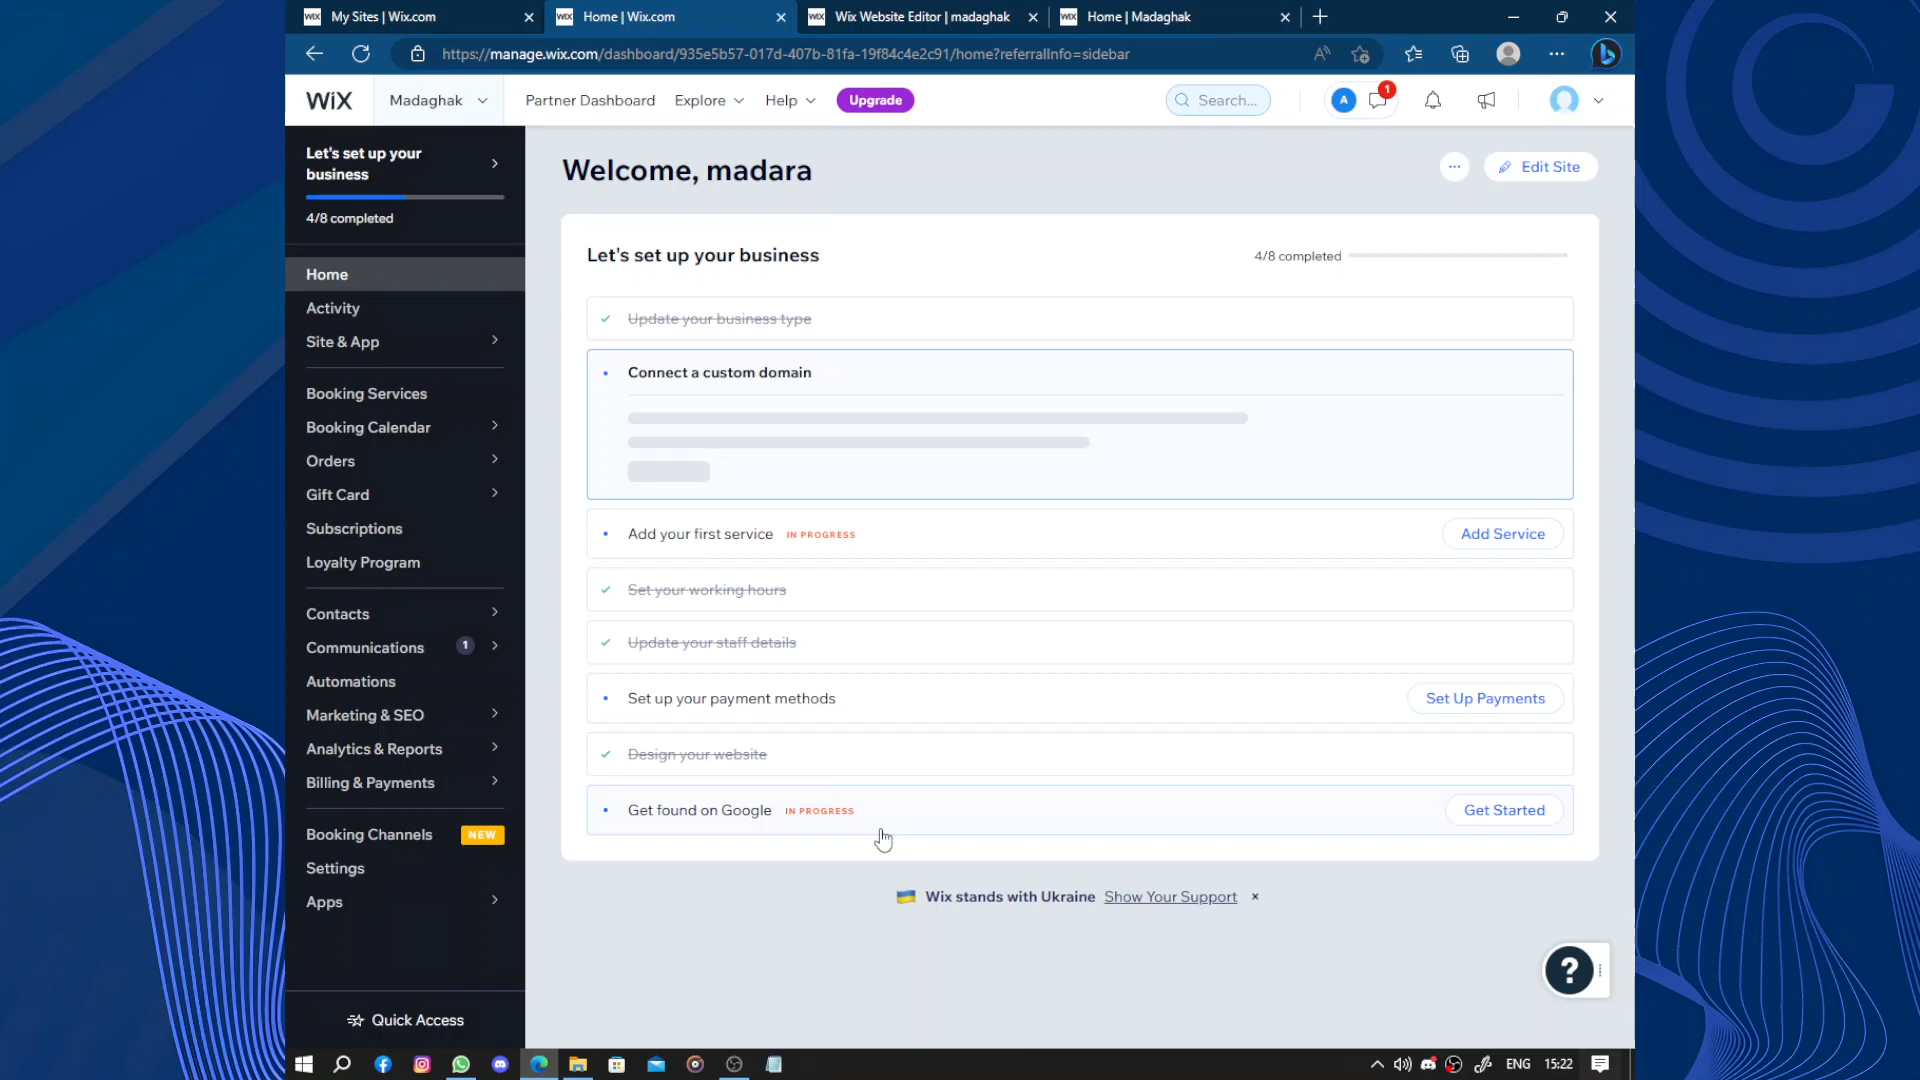 WIX My Sites | Wix.com
WIX Home | Wix.com
WIX Wix Website Editor | madaghak
WIX Home | Madaghak
https://manage.wix.com/dashboard/935e5b57-017d-407b-81fa-19f84c4e2c91/home?referralInfo=sidebar
WIX
Madaghak
Partner Dashboard
Explore
Help
Upgrade
Search...
A
1
Let's set up your
business
4/8 completed
Home
Activity
Site & App
Booking Services
Booking Calendar
Orders
Gift Card
Subscriptions
Loyalty Program
Contacts
Communications 1
Automations
Marketing & SEO
Analytics & Reports
Billing & Payments
Booking Channels NEW
Settings
Apps
Quick Access
Welcome, madara
Edit Site
Let's set up your business
4/8 completed
Update your business type
Connect a custom domain
Add your first service IN PROGRESS
Add Service
Set your working hours
Update your staff details
Set up your payment methods
Set Up Payments
Design your website
Get found on Google IN PROGRESS
Get Started
Wix stands with Ukraine Show Your Support ×
?
ENG 15:22